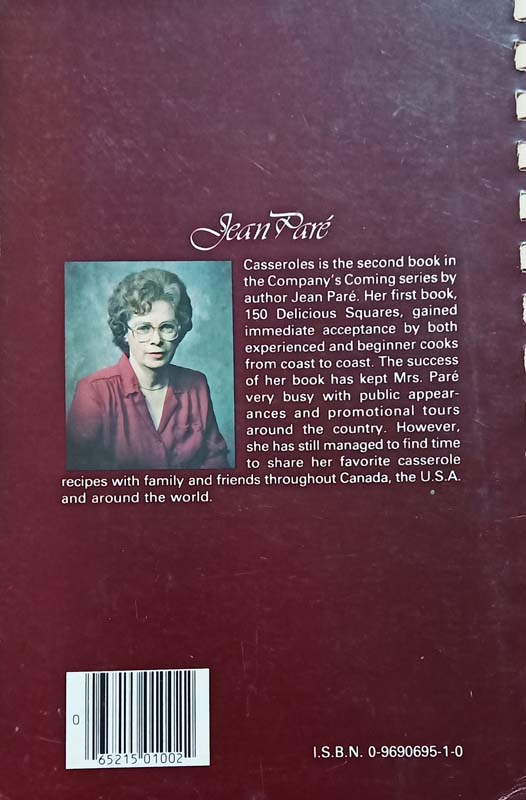 Jean Paré
Casseroles is the second book in
the Company's Coming series by
author Jean Paré. Her first book,
150 Delicious Squares, gained
immediate acceptance by both
experienced and beginner cooks
from coast to coast. The success
of her book has kept Mrs. Paré
very busy with public appear-
ances and promotional tours
around the country. However,
she has still managed to find time
to share her favorite casserole
recipes with family and friends throughout Canada, the U.S.A.
and around the world.
0
65215 01002
I.S.B.N. 0-9690695-1-0